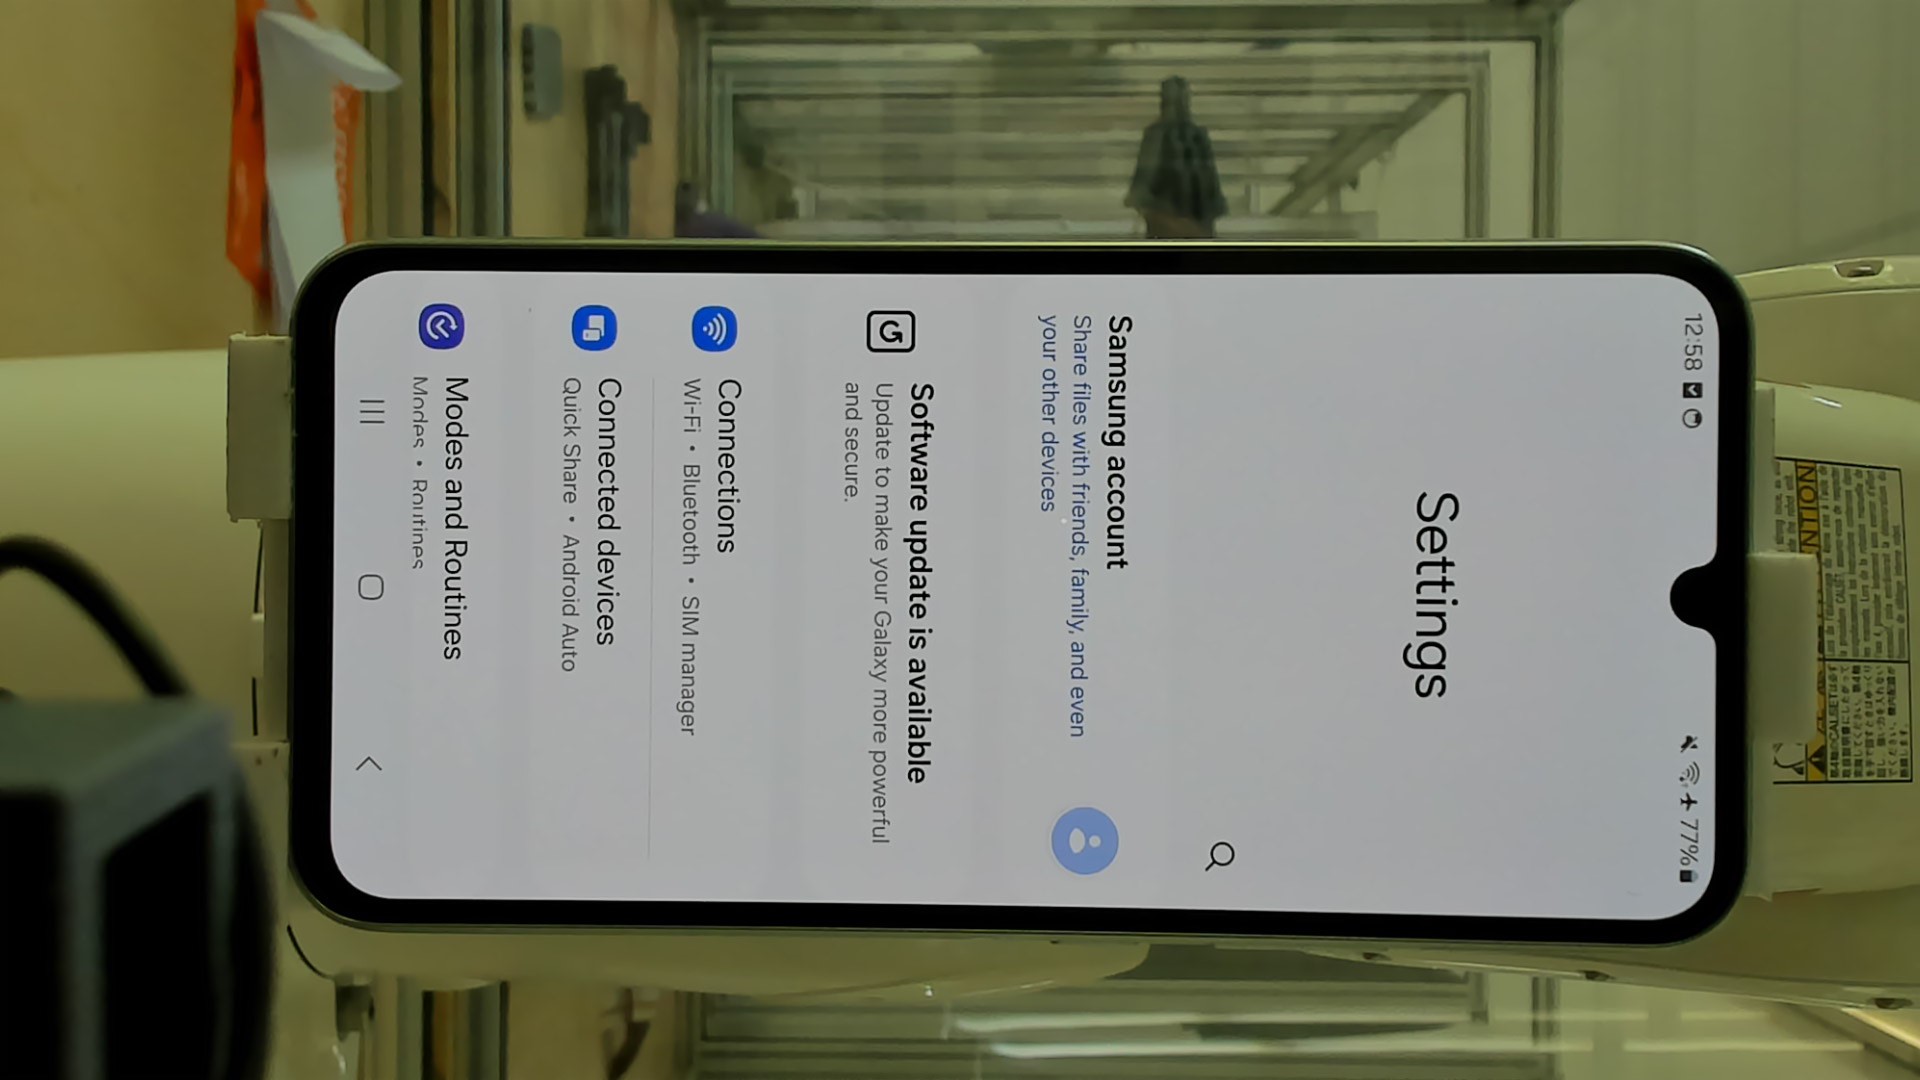 12:58
77%
Settings
Samsung account
Share files with friends, family, and even
your other devices
Software update is available
Update to make your Galaxy more powerful
and secure.
Connections
Wi-Fi • Bluetooth • SIM manager
Connected devices
Quick Share • Android Auto
Modes and Routines
Modes • Routines